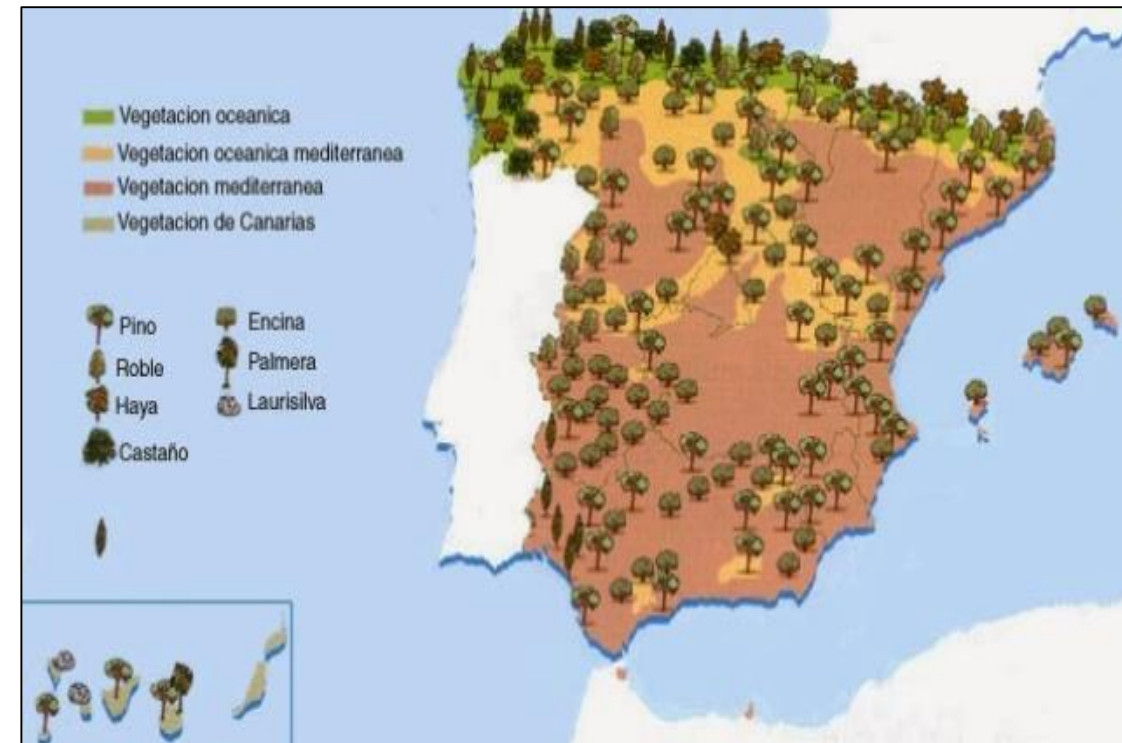 Vegetacion oceanica
Vegetacion oceanica mediterranea
Vegetacion mediterranea
Vegetacion de Canarias
Pino
Encina
Roble
Palmera
Haya
Laurisilva
Castaño